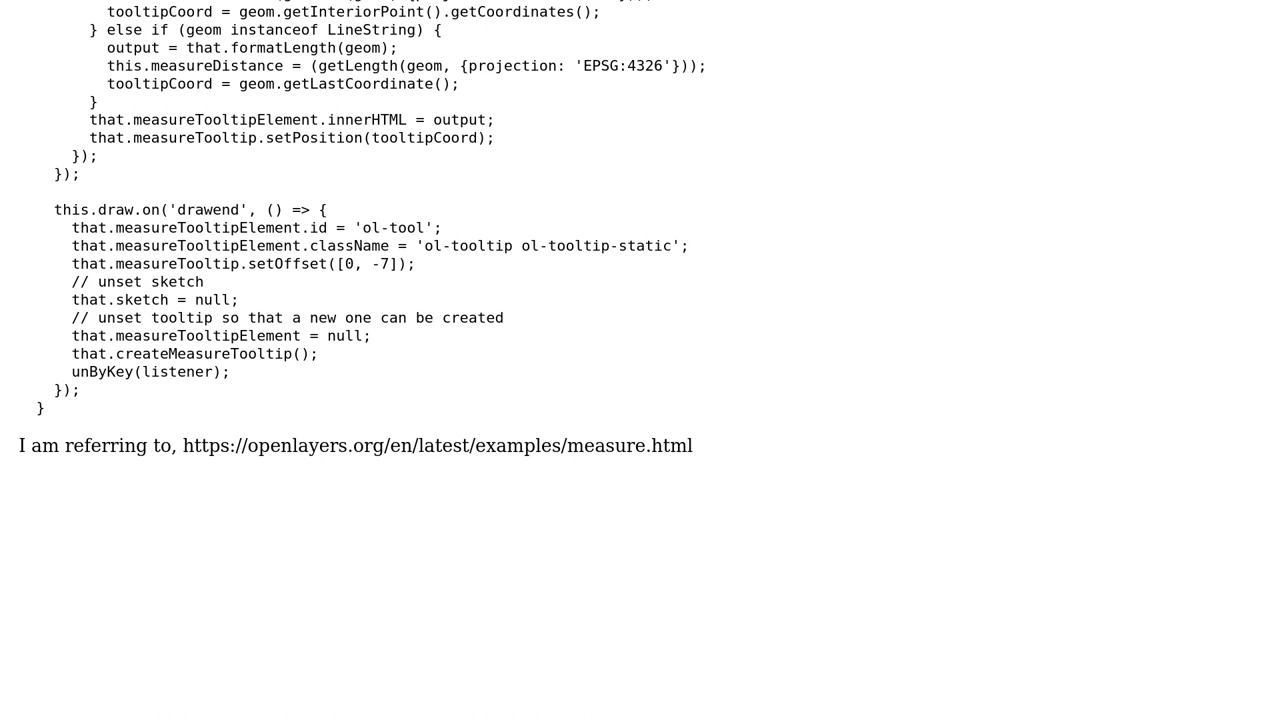 tooltipCoord = geom.getInteriorPoint().getCoordinates();
} else if (geom instanceof LineString) {
output = that.formatLength(geom);
this.measureDistance = (getLength(geom, {projection: 'EPSG:4326'}));
tooltipCoord = geom.getLastCoordinate();
}
that.measureTooltipElement.innerHTML = output;
that.measureTooltip.setPosition(tooltipCoord);
});
});
this.draw.on('drawend', () => {
that.measureTooltipElement.id = 'ol-tool';
that.measureTooltipElement.className = 'ol-tooltip ol-tooltip-static';
that.measureTooltip.setOffset([0, -7]);
// unset sketch
that.sketch = null;
// unset tooltip so that a new one can be created
that.measureTooltipElement = null;
that.createMeasureTooltip();
unByKey(listener);
});
}
I am referring to, https://openlayers.org/en/latest/examples/measure.html